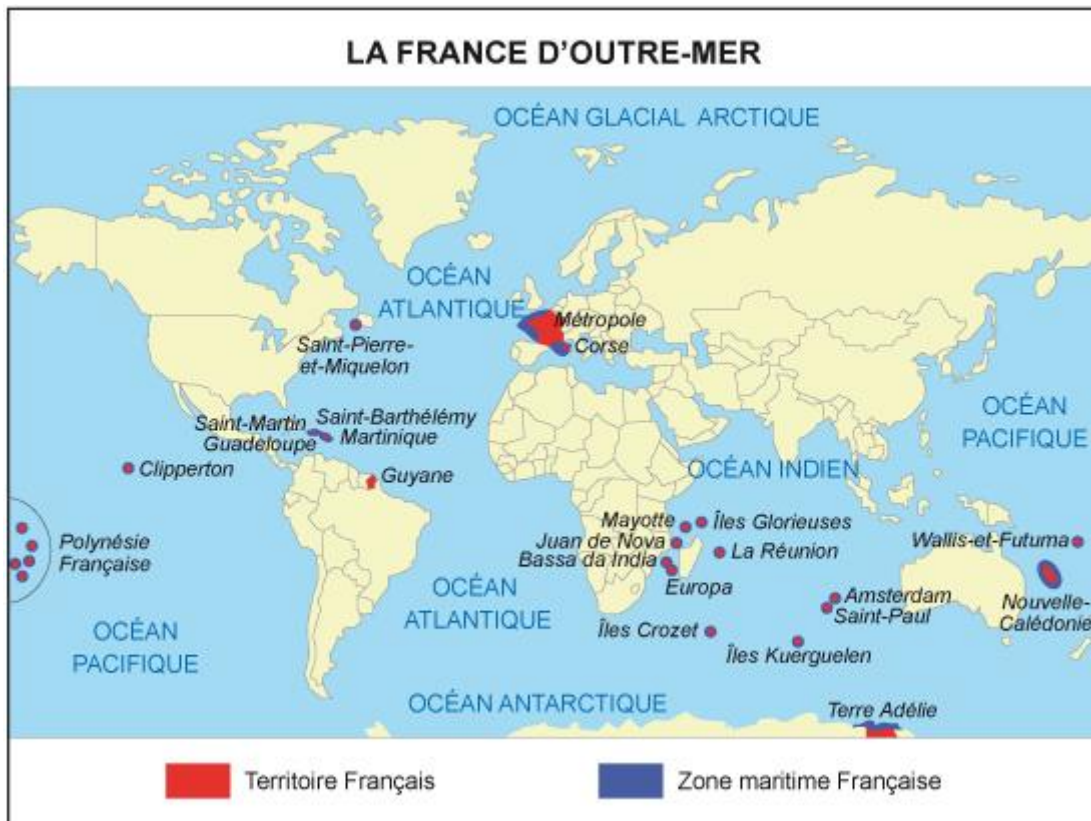 LA FRANCE D'OUTRE-MER
OCÉAN GLACIAL ARCTIQUE
OCÉAN
ATLANTIQUE
Métropole
Corse
Saint-Pierre-
et-Miquelon
Saint-Martin
Guadeloupe
Saint-Barthélémy
Martinique
OCÉAN
PACIFIQUE
Clipperton
Guyane
OCÉAN INDIEN
Polynésie
Française
Mayotte
Îles Glorieuses
Juan de Nova
La Réunion
Bassa da India
Europa
Wallis-et-Futuma
Amsterdam
Saint-Paul
Nouvelle-
Calédonie
OCÉAN
ATLANTIQUE
OCÉAN
PACIFIQUE
Îles Crozet
Îles Kuerguelen
OCÉAN ANTARCTIQUE
Terre Adélie
Territoire Français
Zone maritime Française